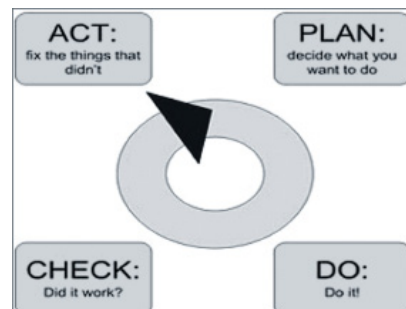 ACT:
fix the things that
didn't
PLAN:
decide what you
want to do
CHECK:
Did it work?
DO:
Do it!